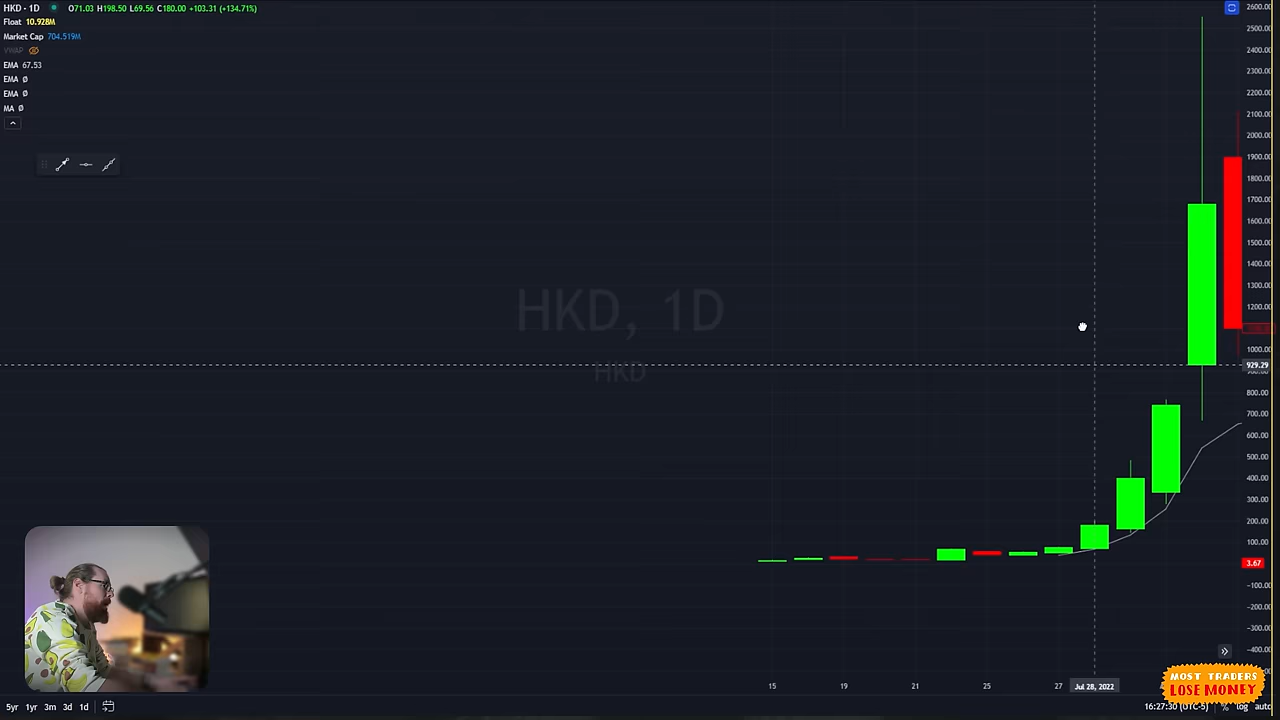 HKD · 1D O71.03 H198.50 L69.56 C180.00 +103.31 (+134.71%)
Float 10.928M
Market Cap 704.519M
VWAP
EMA 67.53
EMA Ø
EMA Ø
MA Ø
HKD, 1D
HKD
2600.00
2500.00
2400.00
2300.00
2200.00
2100.00
2000.00
1900.00
1800.00
1700.00
1600.00
1500.00
1400.00
1300.00
1200.00
1000.00
929.29
800.00
700.00
600.00
500.00
400.00
300.00
200.00
100.00
3.67
-100.00
-200.00
-300.00
-400.00
15 19 21 25 27 Jul 28, 2022
MOST TRADERS
LOSE MONEY
5yr 1yr 3m 3d 1d 16:27:30 (UTC-5) % log auto